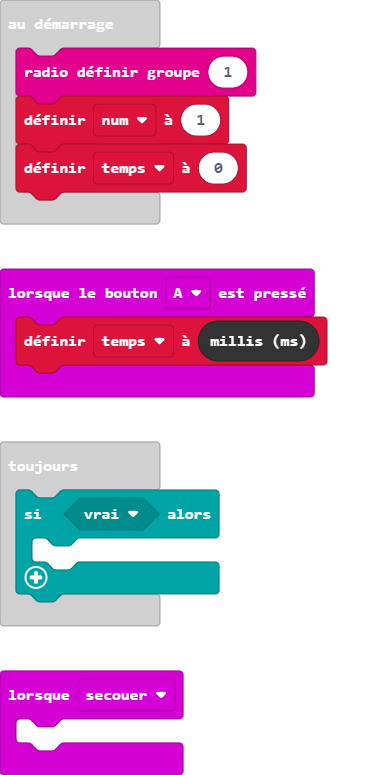 au démarrage
radio définir groupe 1
définir num à 1
définir temps à 0
lorsque le bouton A est pressé
définir temps à millis (ms)
toujours
si vrai alors
lorsque secouer